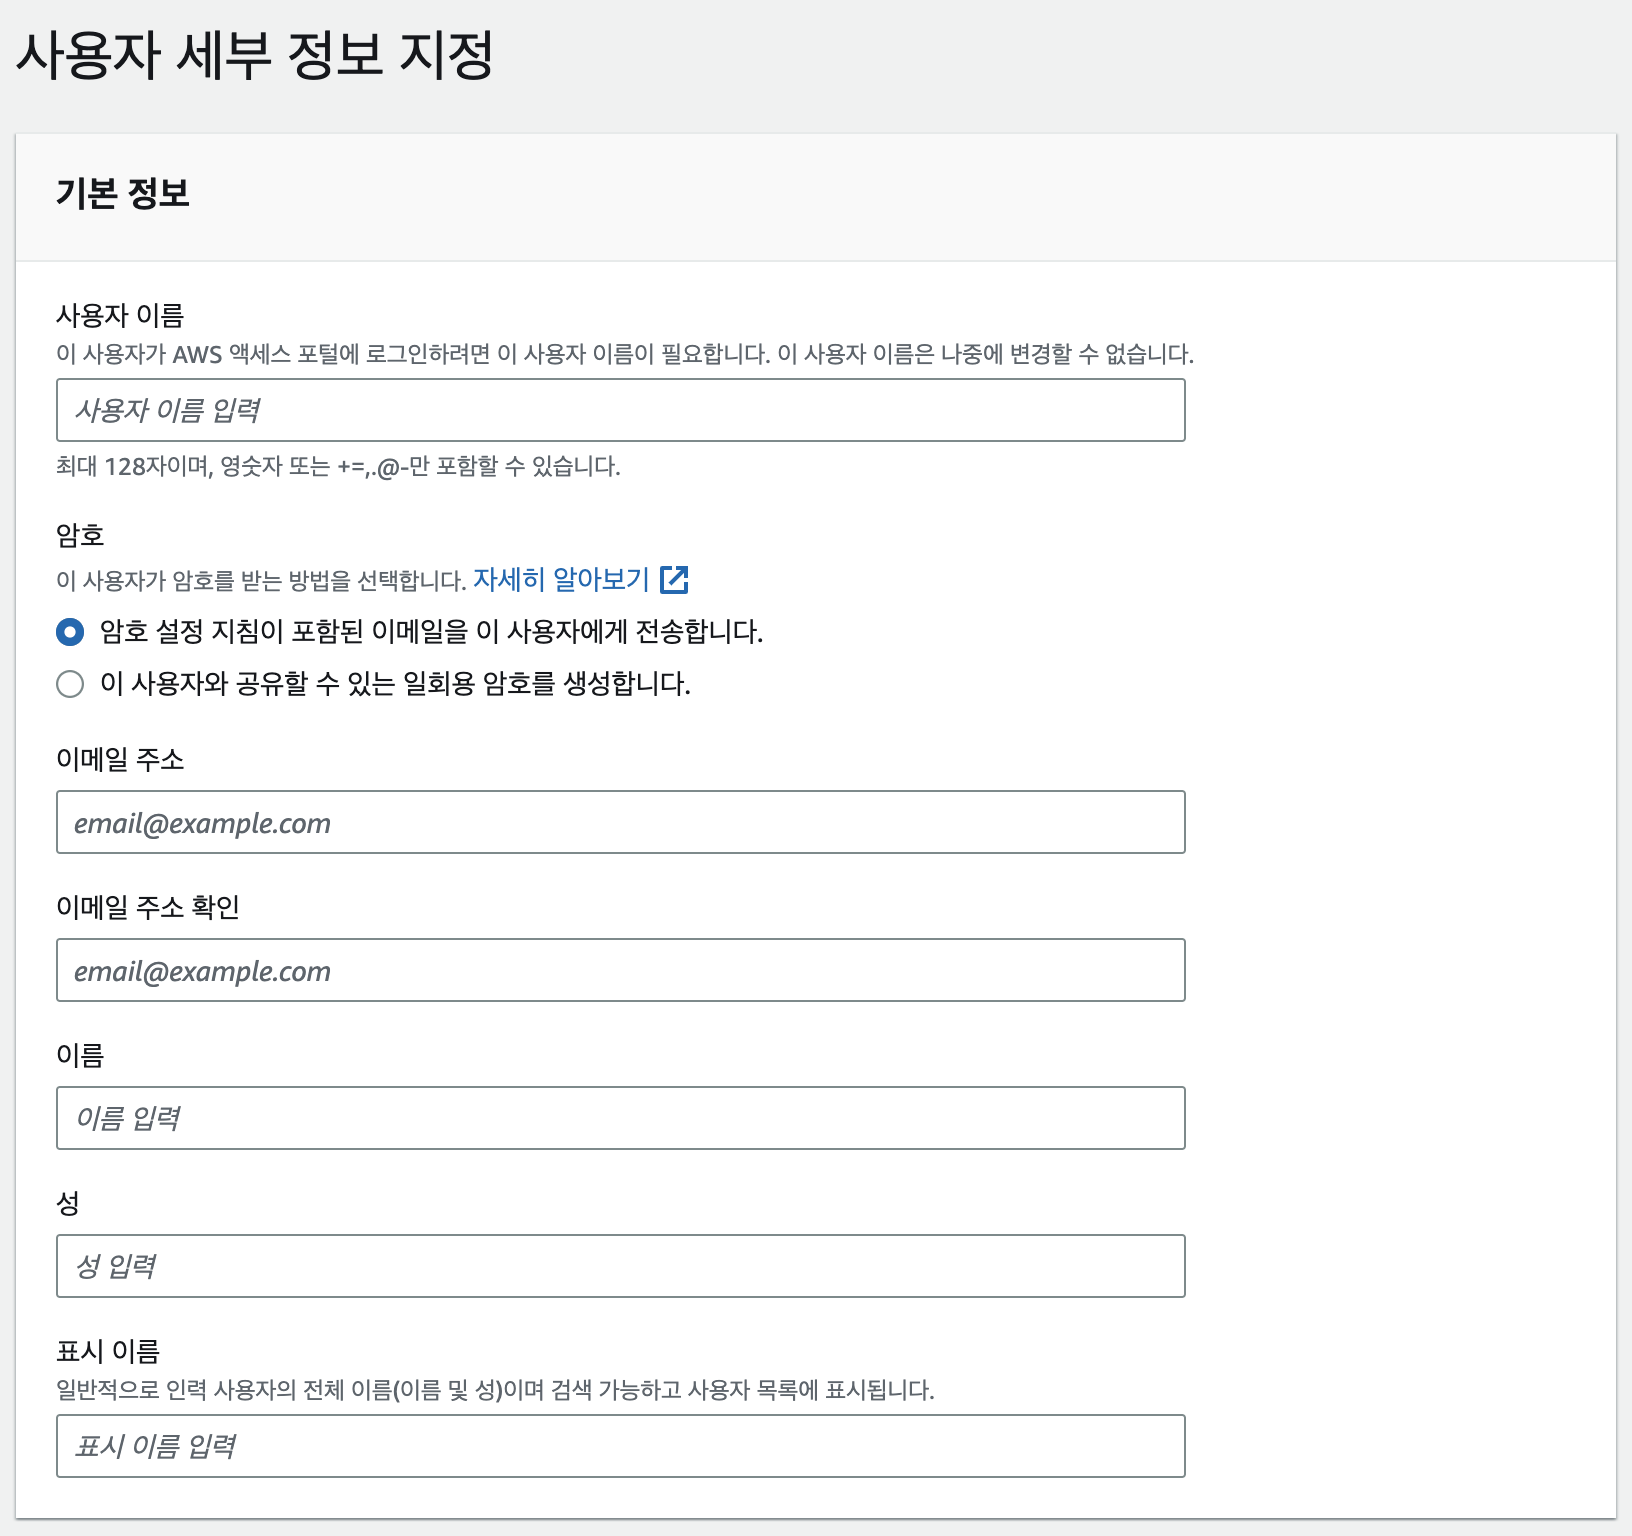 사용자 세부 정보 지정
기본 정보
사용자 이름
이 사용자가 AWS 액세스 포털에 로그인하려면 이 사용자 이름이 필요합니다. 이 사용자 이름은 나중에 변경할 수 없습니다.
사용자 이름 입력
최대 128자이며, 영숫자 또는 +=,.@-만 포함할 수 있습니다.
암호
이 사용자가 암호를 받는 방법을 선택합니다. 자세히 알아보기
암호 설정 지침이 포함된 이메일을 이 사용자에게 전송합니다.
이 사용자와 공유할 수 있는 일회용 암호를 생성합니다.
이메일 주소
email@example.com
이메일 주소 확인
email@example.com
이름
이름 입력
성
성 입력
표시 이름
일반적으로 인력 사용자의 전체 이름(이름 및 성)이며 검색 가능하고 사용자 목록에 표시됩니다.
표시 이름 입력